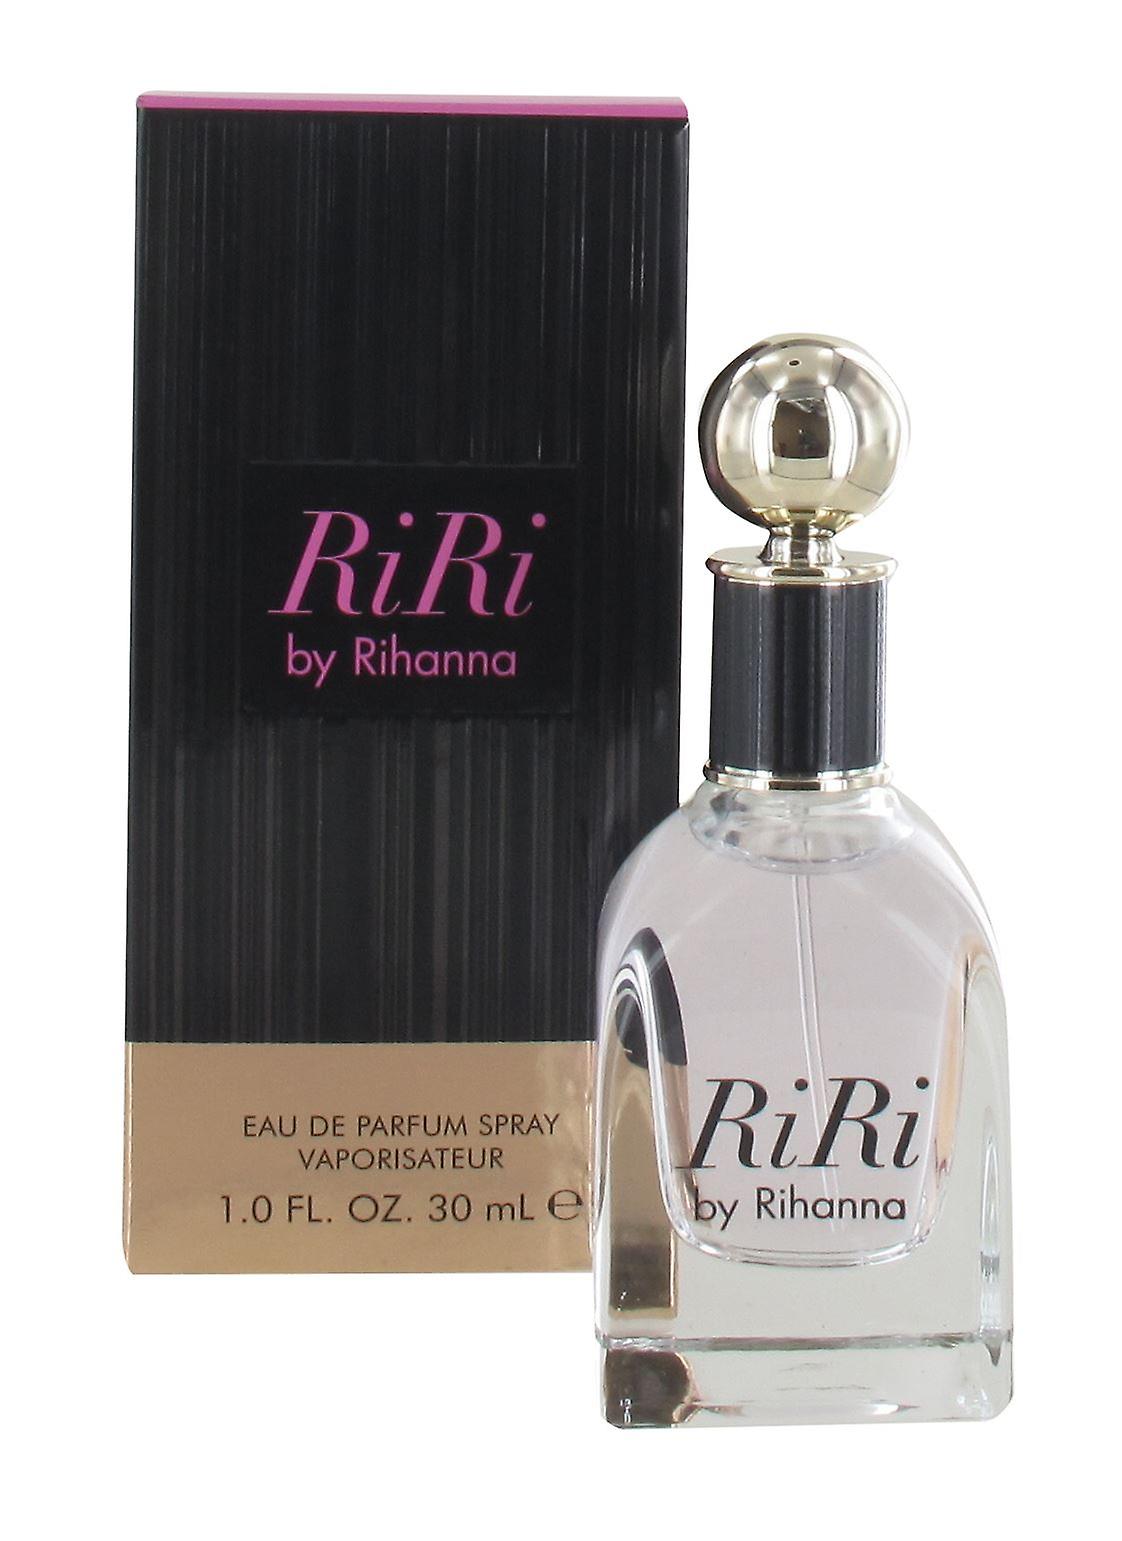 RiRi
by Rihanna
EAU DE PARFUM SPRAY
VAPORISATEUR
1.0 FL. OZ. 30 mL ℮
RiRi
by Rihanna